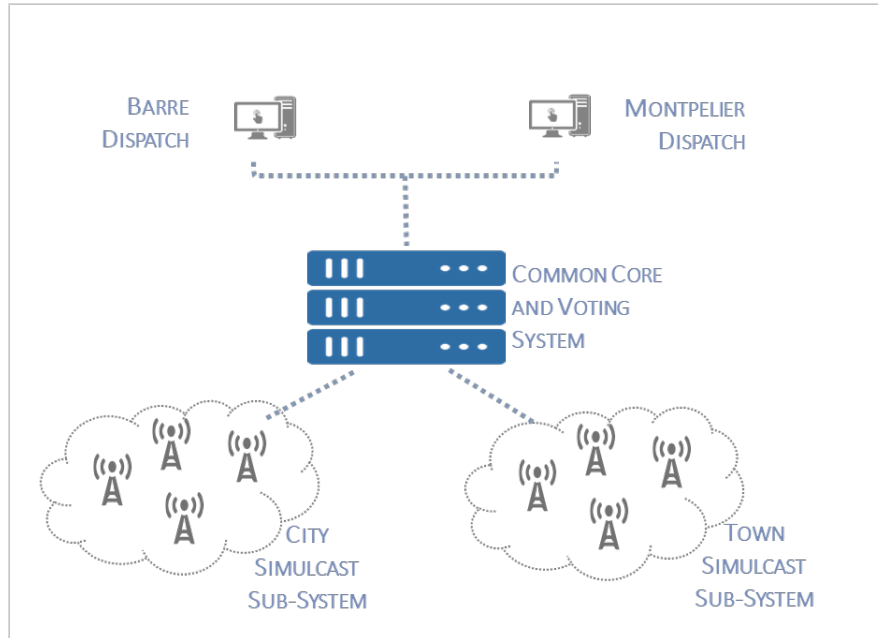 BARRE
DISPATCH
MONTPELIER
DISPATCH
COMMON CORE
AND VOTING
SYSTEM
CITY
SIMULCAST
SUB-SYSTEM
TOWN
SIMULCAST
SUB-SYSTEM